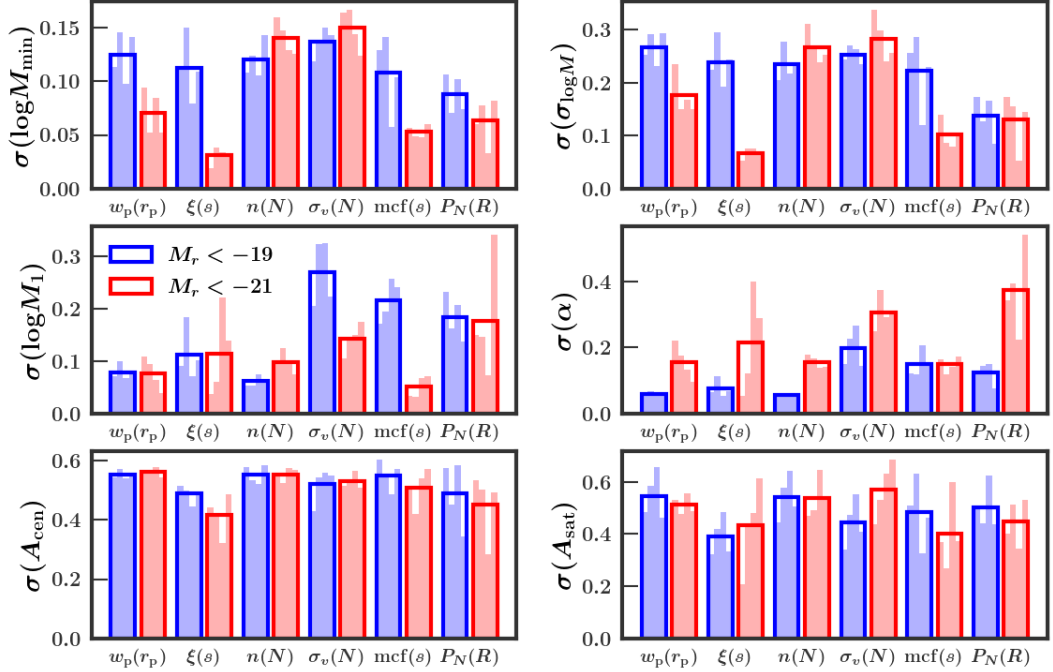 σ(log M_min)
0.15
0.10
0.05
0.00
w_p(r_p) ξ(s) n(N) σ_v(N) mcf(s) P_N(R)
σ(σ_log M)
0.3
0.2
0.1
0.0
w_p(r_p) ξ(s) n(N) σ_v(N) mcf(s) P_N(R)
σ(log M_1)
0.3
0.2
0.1
0.0
M_r < −19
M_r < −21
w_p(r_p) ξ(s) n(N) σ_v(N) mcf(s) P_N(R)
σ(α)
0.4
0.2
0.0
w_p(r_p) ξ(s) n(N) σ_v(N) mcf(s) P_N(R)
σ(A_cen)
0.6
0.4
0.2
0.0
w_p(r_p) ξ(s) n(N) σ_v(N) mcf(s) P_N(R)
σ(A_sat)
0.6
0.4
0.2
0.0
w_p(r_p) ξ(s) n(N) σ_v(N) mcf(s) P_N(R)